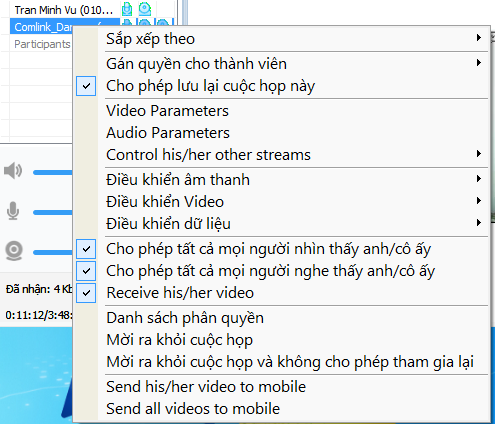 Tran Minh Vu (010...
Participants
Sắp xếp theo
Gán quyền cho thành viên
Cho phép lưu lại cuộc họp này
Video Parameters
Audio Parameters
Control his/her other streams
Điều khiển âm thanh
Điều khiển Video
Điều khiển dữ liệu
Cho phép tất cả mọi người nhìn thấy anh/cô ấy
Cho phép tất cả mọi người nghe thấy anh/cô ấy
Receive his/her video
Đã nhận: 4 Kb
Danh sách phân quyền
0:11:12/3:48:
Mời ra khỏi cuộc họp
Mời ra khỏi cuộc họp và không cho phép tham gia lại
Send his/her video to mobile
Send all videos to mobile